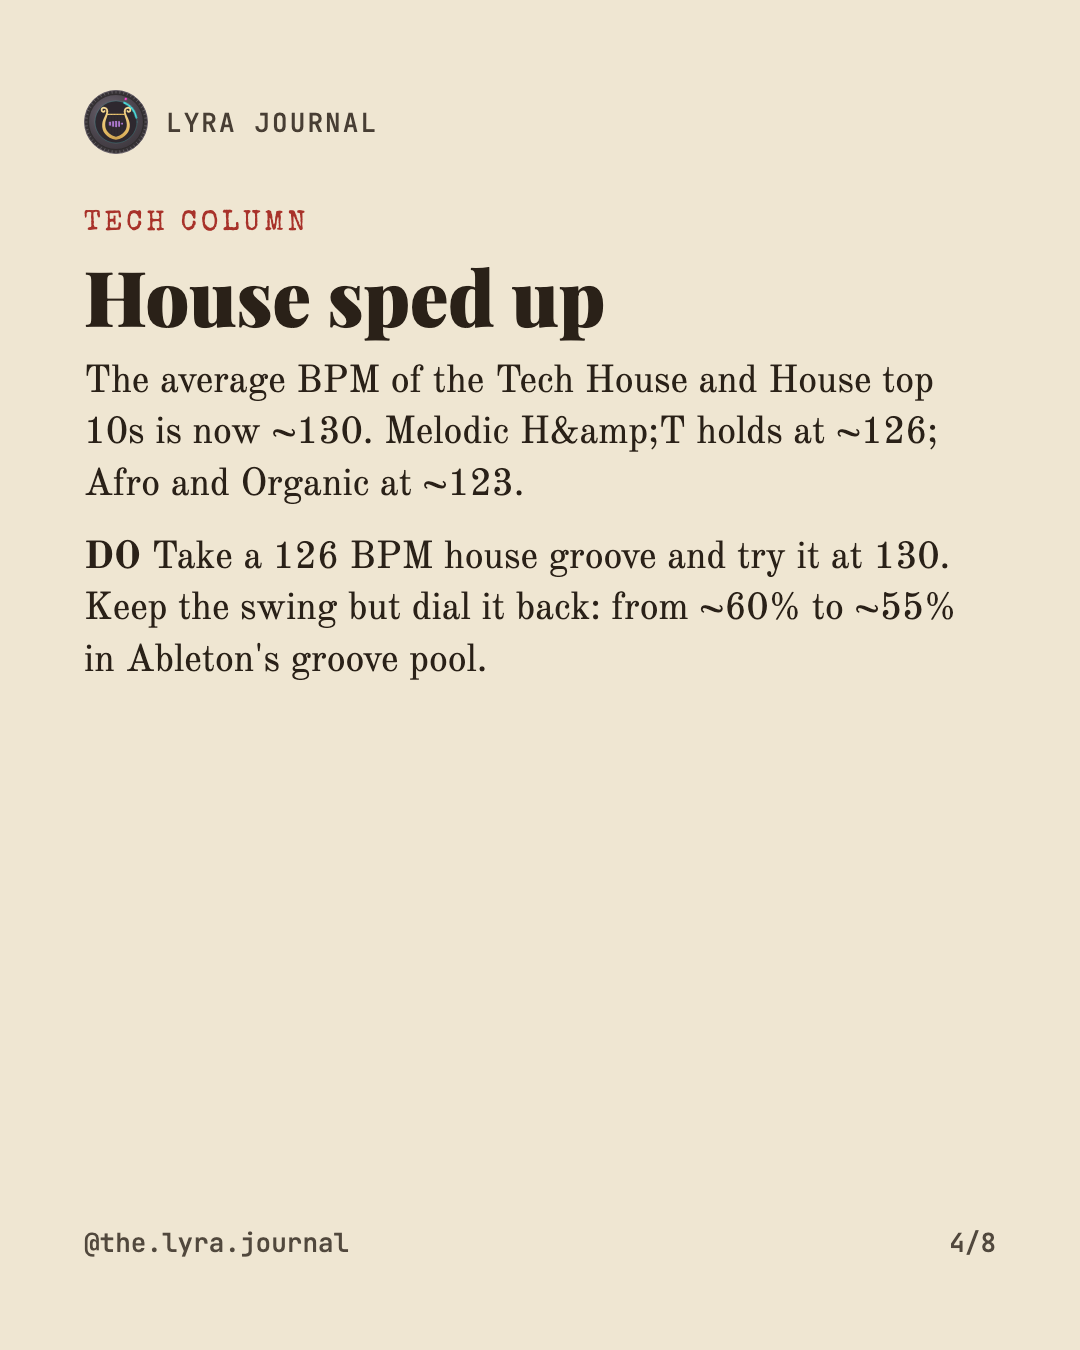 LYRA JOURNAL
TECH COLUMN
House sped up
The average BPM of the Tech House and House top
10s is now ~130. Melodic H&amp;T holds at ~126;
Afro and Organic at ~123.
DO Take a 126 BPM house groove and try it at 130.
Keep the swing but dial it back: from ~60% to ~55%
in Ableton's groove pool.
@the.lyra.journal
4/8